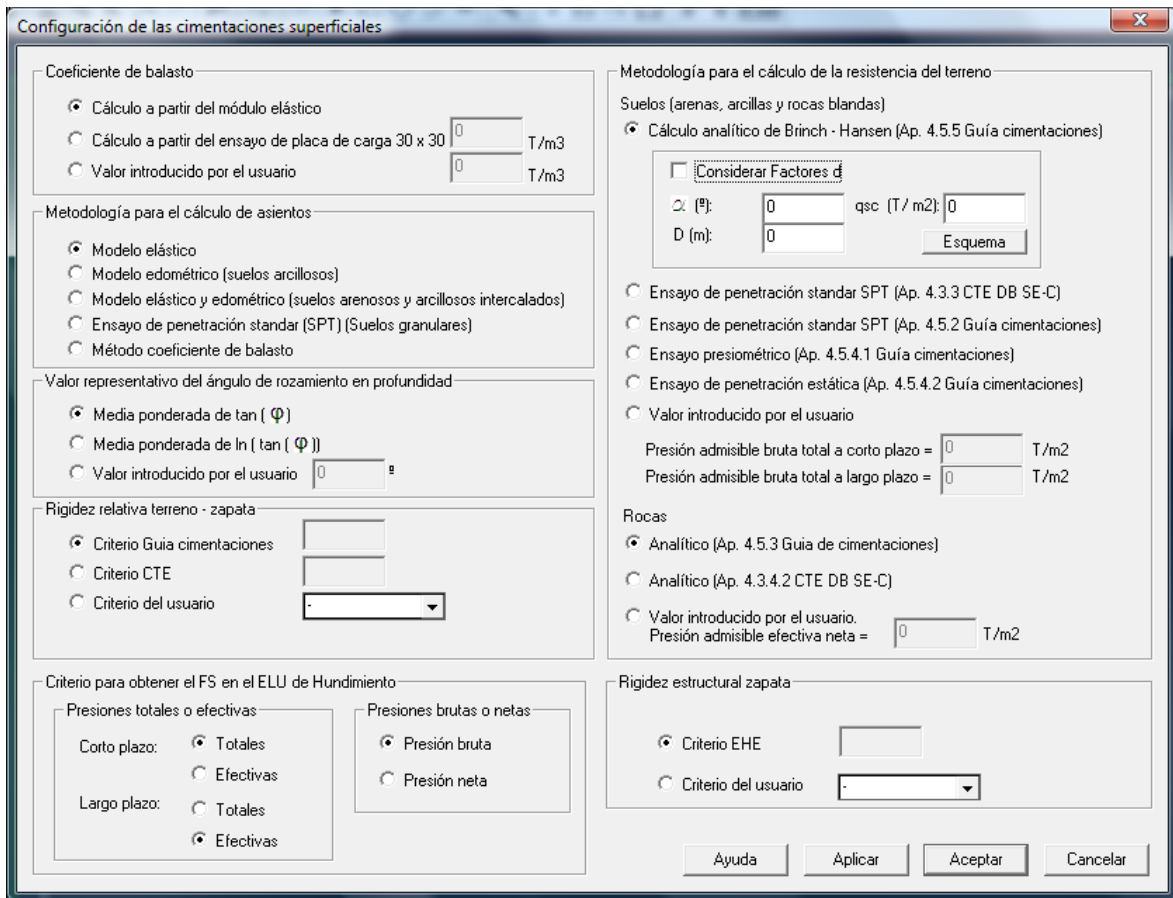 Configuración de las cimentaciones superficiales
Coeficiente de balasto
Cálculo a partir del módulo elástico
Cálculo a partir del ensayo de placa de carga 30 x 30 0 T/m3
Valor introducido por el usuario 0 T/m3
Metodología para el cálculo de asientos
Modelo elástico
Modelo edométrico (suelos arcillosos)
Modelo elástico y edométrico (suelos arenosos y arcillosos intercalados)
Ensayo de penetración standar (SPT) (Suelos granulares)
Método coeficiente de balasto
Valor representativo del ángulo de rozamiento en profundidad
Media ponderada de tan ( φ )
Media ponderada de ln ( tan ( φ ))
Valor introducido por el usuario 0 º
Rigidez relativa terreno - zapata
Criterio Guia cimentaciones
Criterio CTE
Criterio del usuario -
Criterio para obtener el FS en el ELU de Hundimiento
Presiones totales o efectivas
Corto plazo: Totales
Efectivas
Largo plazo: Totales
Efectivas
Presiones brutas o netas
Presión bruta
Presión neta
Metodología para el cálculo de la resistencia del terreno
Suelos (arenas, arcillas y rocas blandas)
Cálculo analítico de Brinch - Hansen (Ap. 4.5.5 Guía cimentaciones)
Considerar Factores d
α (º): 0 qsc (T/ m2): 0
D (m): 0 Esquema
Ensayo de penetración standar SPT (Ap. 4.3.3 CTE DB SE-C)
Ensayo de penetración standar SPT (Ap. 4.5.2 Guía cimentaciones)
Ensayo presiométrico (Ap. 4.5.4.1 Guía cimentaciones)
Ensayo de penetración estática (Ap. 4.5.4.2 Guía cimentaciones)
Valor introducido por el usuario
Presión admisible bruta total a corto plazo = 0 T/m2
Presión admisible bruta total a largo plazo = 0 T/m2
Rocas
Analítico (Ap. 4.5.3 Guia de cimentaciones)
Analítico (Ap. 4.3.4.2 CTE DB SE-C)
Valor introducido por el usuario.
Presión admisible efectiva neta = 0 T/m2
Rigidez estructural zapata
Criterio EHE
Criterio del usuario -
Ayuda Aplicar Aceptar Cancelar